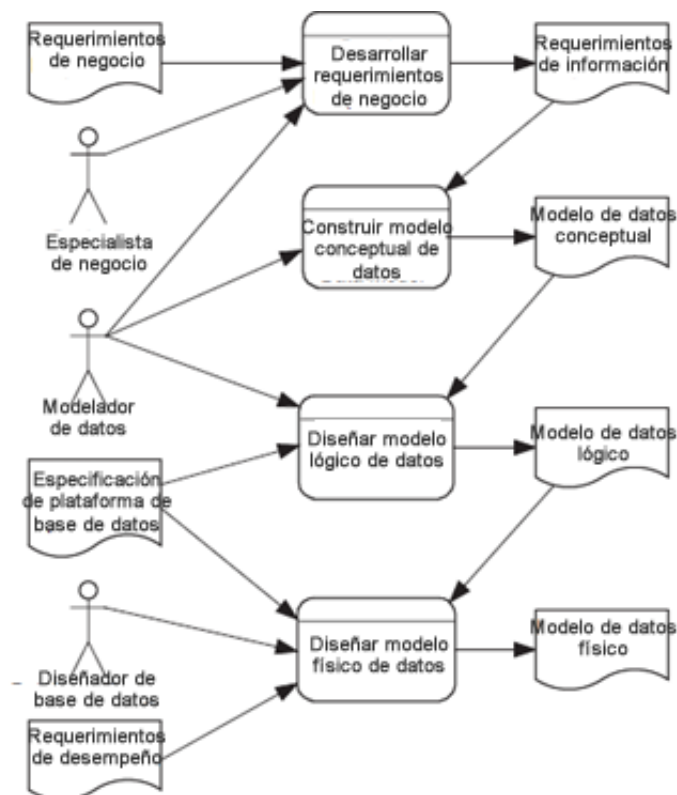 Requerimientos
de negocio
Desarrollar
requerimientos
de negocio
Requerimientos
de información
Especialista
de negocio
Construir modelo
conceptual de
datos
Modelo de datos
conceptual
Modelador
de datos
Diseñar modelo
lógico de datos
Modelo de datos
lógico
Especificación
de plataforma de
base de datos
Diseñador de
base de datos
Diseñar modelo
físico de datos
Modelo de datos
físico
Requerimientos
de desempeño